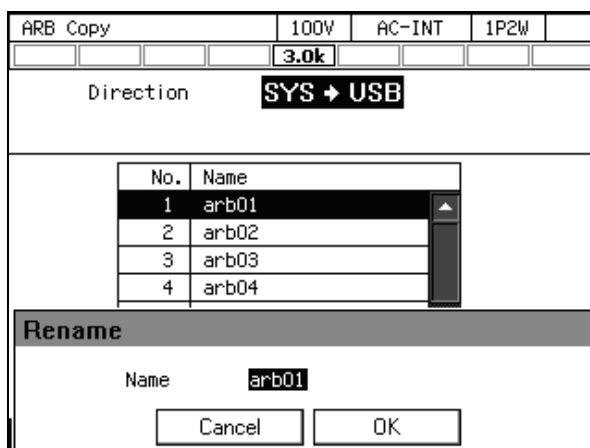 ARB Copy 100V AC-INT 1P2W
3.0k
Direction SYS → USB
No. Name
1 arb01
2 arb02
3 arb03
4 arb04
Rename
Name arb01
Cancel OK